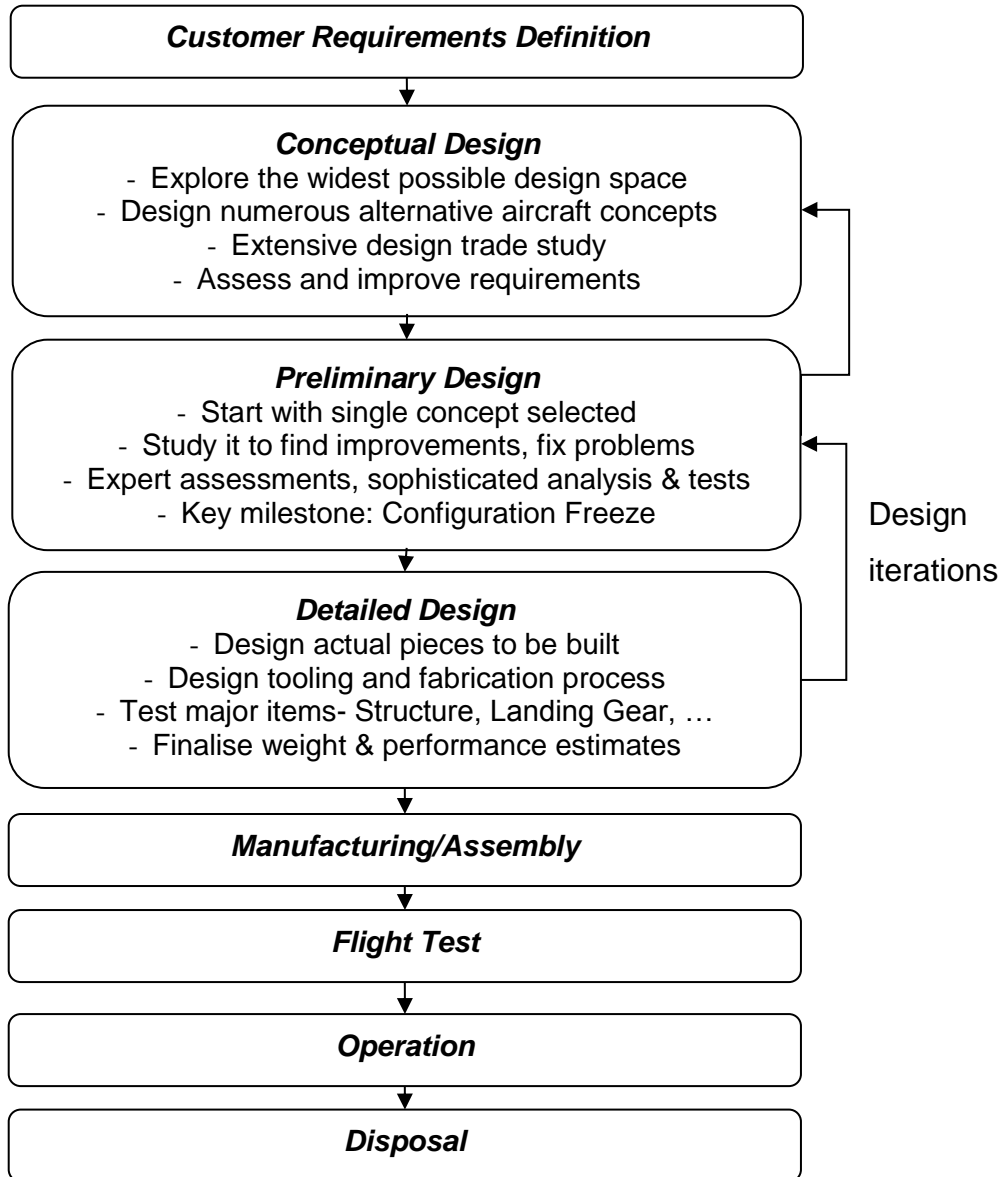 Customer Requirements Definition
Conceptual Design
- Explore the widest possible design space
- Design numerous alternative aircraft concepts
- Extensive design trade study
- Assess and improve requirements
Preliminary Design
- Start with single concept selected
- Study it to find improvements, fix problems
- Expert assessments, sophisticated analysis & tests
- Key milestone: Configuration Freeze
Design
iterations
Detailed Design
- Design actual pieces to be built
- Design tooling and fabrication process
- Test major items- Structure, Landing Gear, …
- Finalise weight & performance estimates
Manufacturing/Assembly
Flight Test
Operation
Disposal